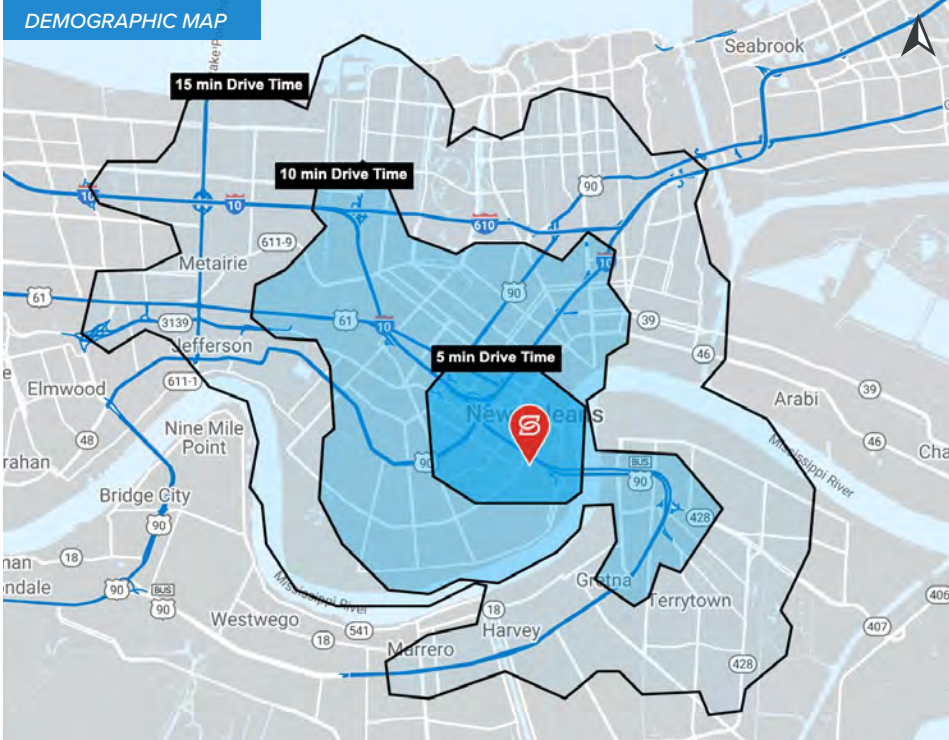 DEMOGRAPHIC MAP
Seabrook
15 min Drive Time
10 min Drive Time
10
10
90
610
611-9
Metairie
10
61
90
61
10
3139
39
Jefferson
46
5 min Drive Time
611-1
Elmwood
39
Arabi
New Orleans
Nine Mile
Point
48
46
90
Mississippi River
BUS
90
Bridge City
428
90
18
90
BUS
90
Mississippi River
Gretna
Terrytown
18
406
Westwego
541
18
Harvey
407
Marrero
428